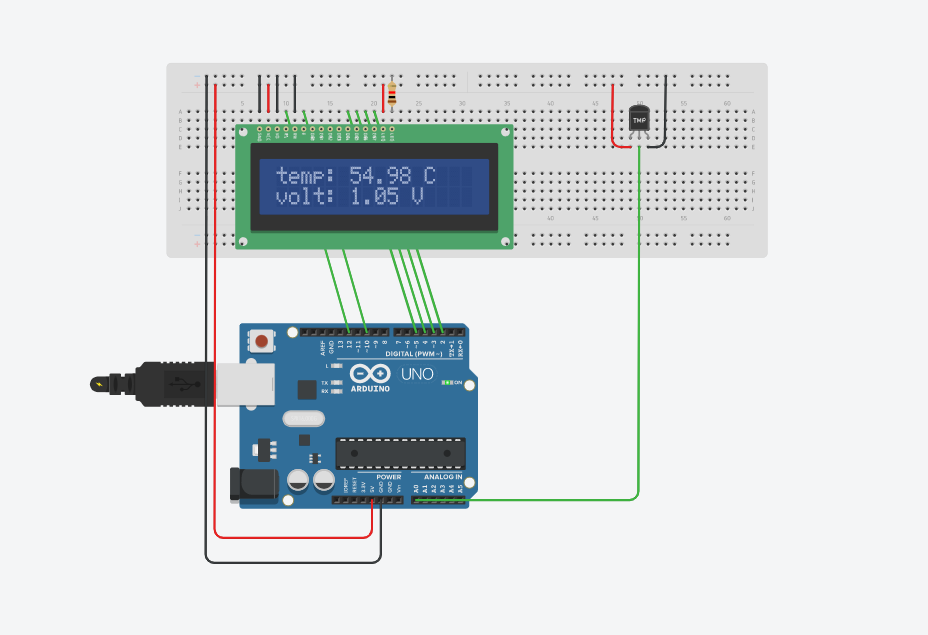 5 10 15 20 25 30 35 40 45 50 55 60
TMP
temp: 54.98 C
volt: 1.05 V
40 45 50 55 60
AREF
GND
13
12
~11
~10
~9
8
7
~6
~5
4
~3
2
TX→1
RX←0
DIGITAL (PWM~)
L
TX
RX
ARDUINO
UNO
ON
POWER
ANALOG IN
IOREF
RESET
3.3V
5V
GND
GND
Vin
A0
A1
A2
A3
A4
A5